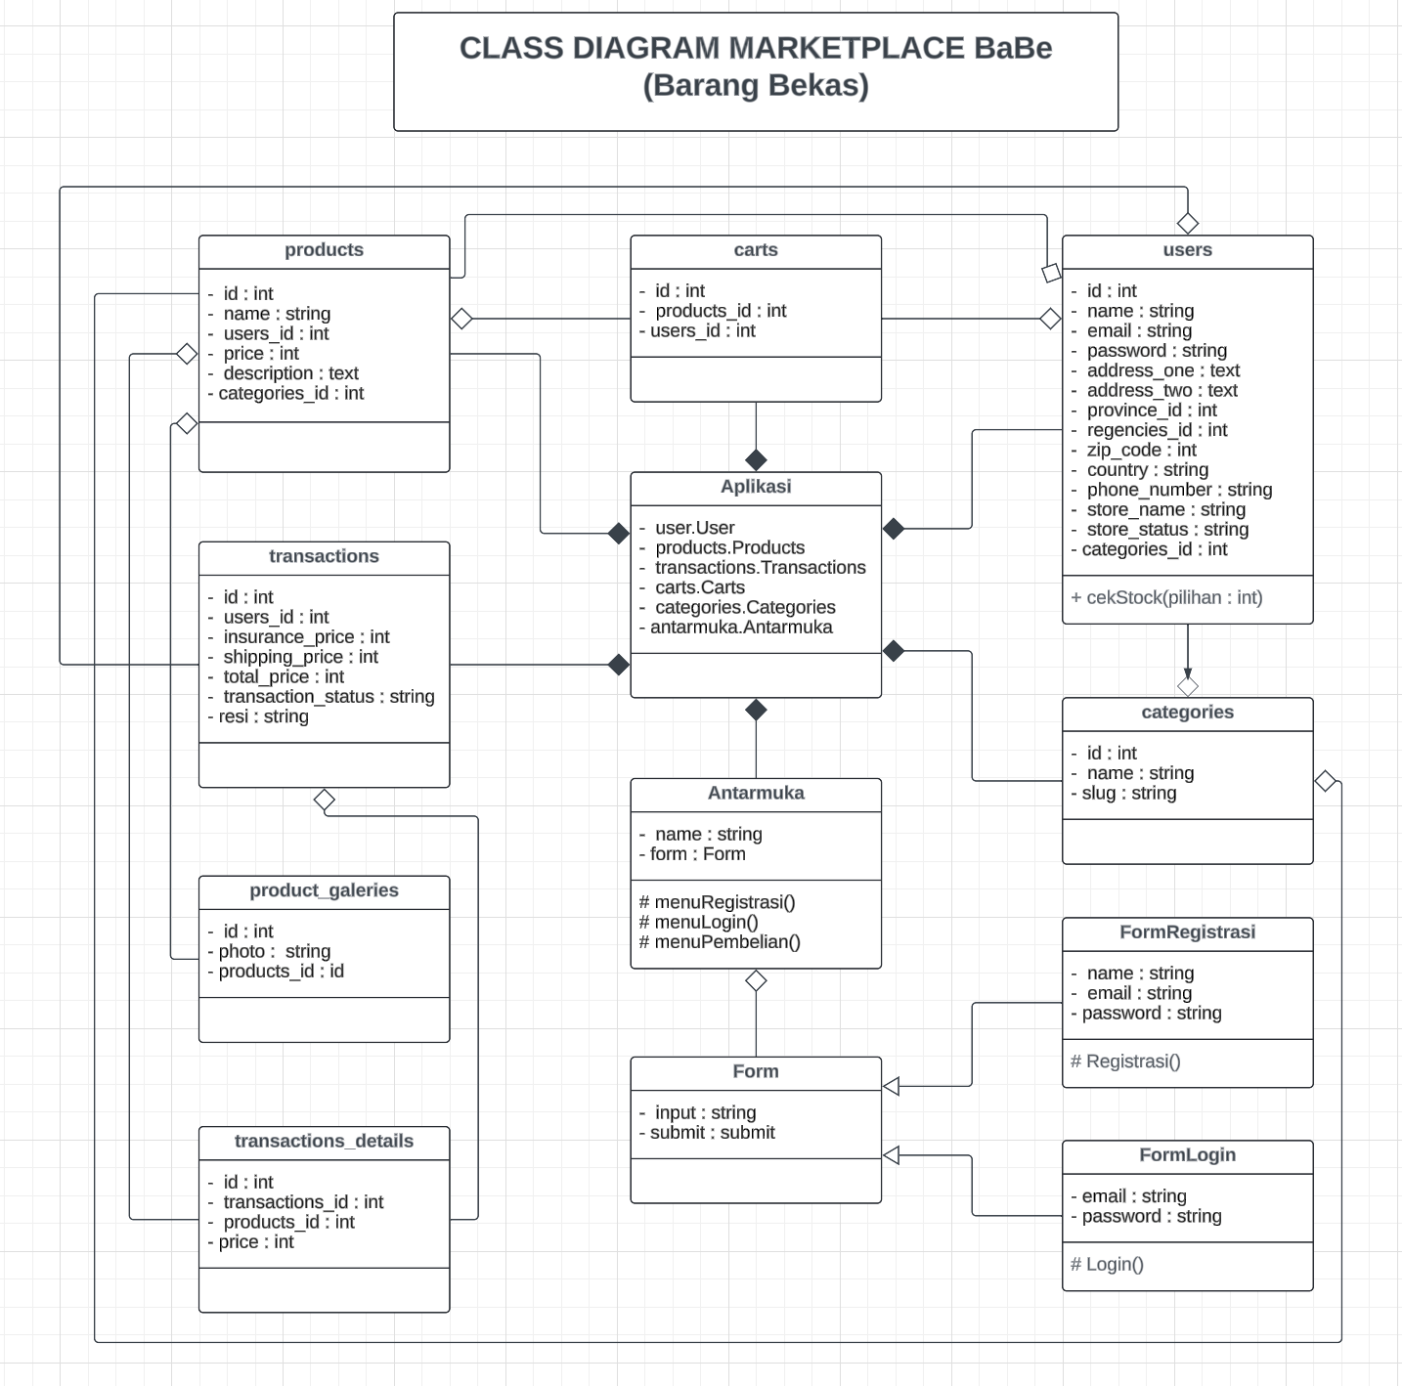 CLASS DIAGRAM MARKETPLACE BaBe
(Barang Bekas)
products
- id : int
- name : string
- users_id : int
- price : int
- description : text
- categories_id : int
carts
- id : int
- products_id : int
- users_id : int
users
- id : int
- name : string
- email : string
- password : string
- address_one : text
- address_two : text
- province_id : int
- regencies_id : int
- zip_code : int
- country : string
- phone_number : string
- store_name : string
- store_status : string
- categories_id : int
+ cekStock(pilihan : int)
Aplikasi
- user.User
- products.Products
- transactions.Transactions
- carts.Carts
- categories.Categories
- antarmuka.Antarmuka
transactions
- id : int
- users_id : int
- insurance_price : int
- shipping_price : int
- total_price : int
- transaction_status : string
- resi : string
categories
- id : int
- name : string
- slug : string
Antarmuka
- name : string
- form : Form
# menuRegistrasi()
# menuLogin()
# menuPembelian()
product_galeries
- id : int
- photo :  string
- products_id : id
FormRegistrasi
- name : string
- email : string
- password : string
# Registrasi()
Form
- input : string
- submit : submit
transactions_details
- id : int
- transactions_id : int
- products_id : int
- price : int
FormLogin
- email : string
- password : string
# Login()